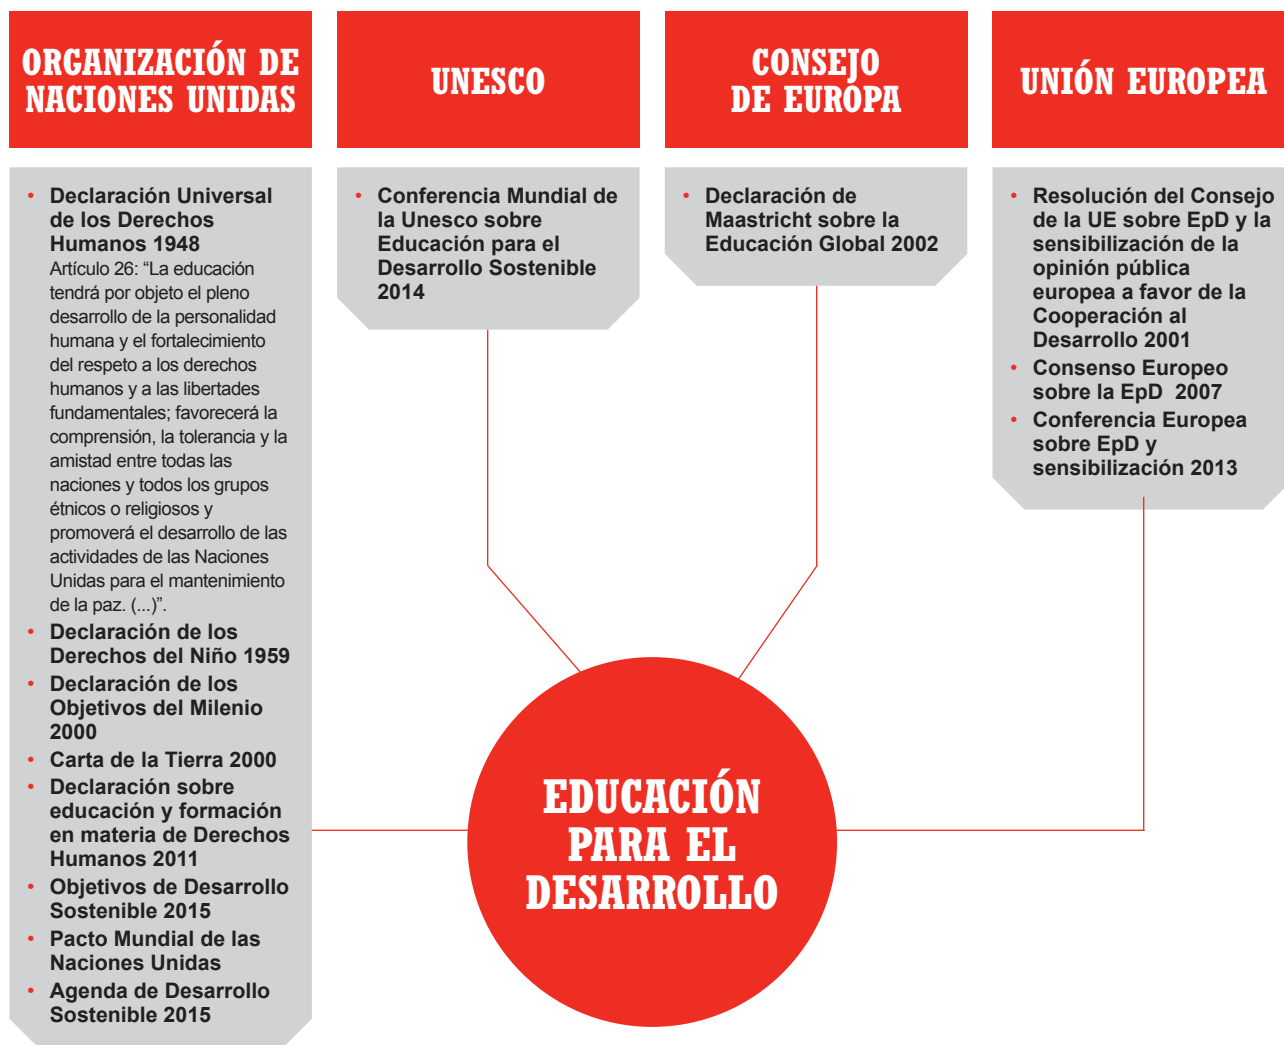 ORGANIZACIÓN DE
NACIONES UNIDAS
• Declaración Universal
de los Derechos
Humanos 1948
Artículo 26: “La educación
tendrá por objeto el pleno
desarrollo de la personalidad
humana y el fortalecimiento
del respeto a los derechos
humanos y a las libertades
fundamentales; favorecerá la
comprensión, la tolerancia y la
amistad entre todas las
naciones y todos los grupos
étnicos o religiosos y
promoverá el desarrollo de las
actividades de las Naciones
Unidas para el mantenimiento
de la paz. (...)”.
• Declaración de los
Derechos del Niño 1959
• Declaración de los
Objetivos del Milenio
2000
• Carta de la Tierra 2000
• Declaración sobre
educación y formación
en materia de Derechos
Humanos 2011
• Objetivos de Desarrollo
Sostenible 2015
• Pacto Mundial de las
Naciones Unidas
• Agenda de Desarrollo
Sostenible 2015
UNESCO
• Conferencia Mundial de
la Unesco sobre
Educación para el
Desarrollo Sostenible
2014
CONSEJO
DE EUROPA
• Declaración de
Maastricht sobre la
Educación Global 2002
UNIÓN EUROPEA
• Resolución del Consejo
de la UE sobre EpD y la
sensibilización de la
opinión pública
europea a favor de la
Cooperación al
Desarrollo 2001
• Consenso Europeo
sobre la EpD 2007
• Conferencia Europea
sobre EpD y
sensibilización 2013
EDUCACIÓN
PARA EL
DESARROLLO